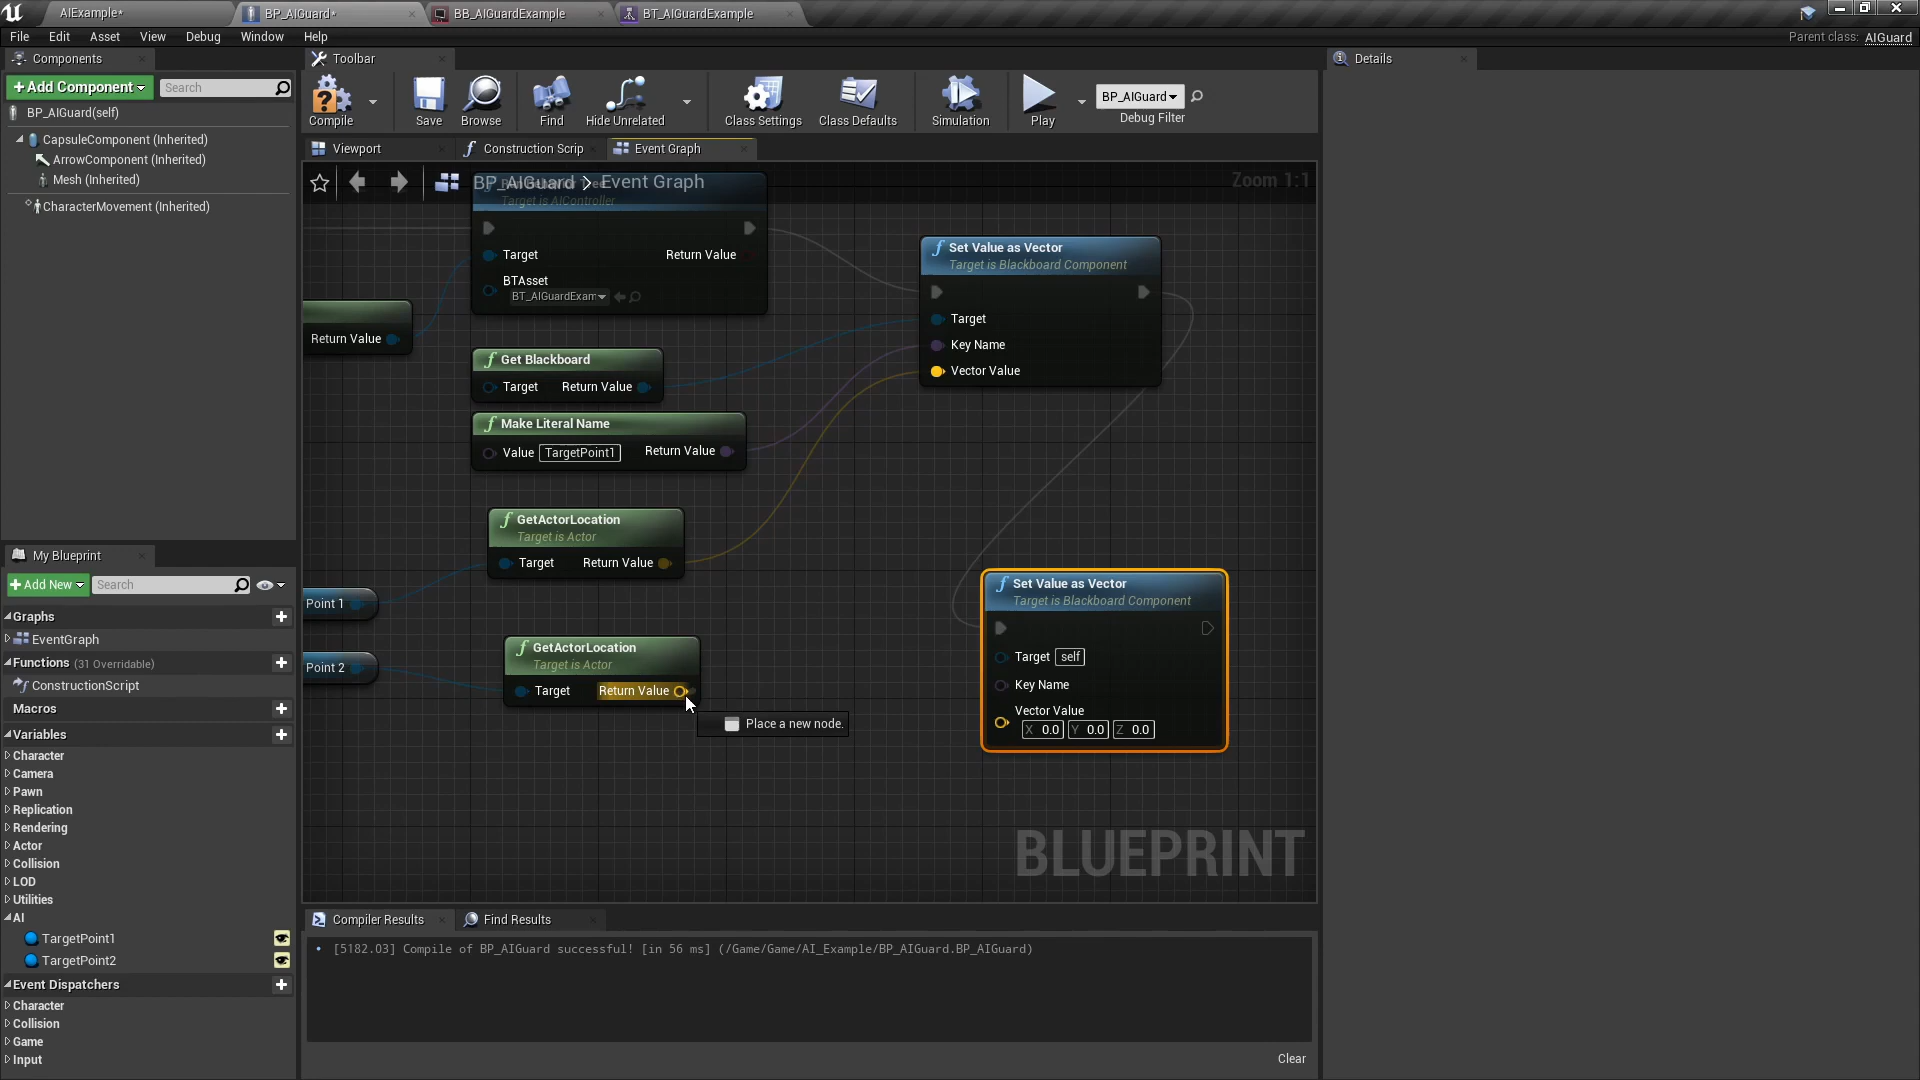 AIExample*
BP_AIGuard*
BB_AIGuardExample
BT_AIGuardExample
File Edit Asset View Debug Window Help
Parent class: AIGuard
Components
+Add Component
Search
BP_AIGuard(self)
CapsuleComponent (Inherited)
ArrowComponent (Inherited)
Mesh (Inherited)
CharacterMovement (Inherited)
Toolbar
Compile Save Browse Find Hide Unrelated Class Settings Class Defaults Simulation Play
BP_AIGuard
Debug Filter
Details
Viewport
Construction Scrip
Event Graph
BP_AIGuard > Event Graph
Zoom 1:1
Run Behavior Tree
Target is AIController
Target Return Value
BTAsset
BT_AIGuardExam
Return Value
Get Blackboard
Target Return Value
Make Literal Name
Value TargetPoint1 Return Value
GetActorLocation
Target is Actor
Target Return Value
Point 1
GetActorLocation
Target is Actor
Target Return Value
Point 2
Place a new node.
Set Value as Vector
Target is Blackboard Component
Target
Key Name
Vector Value
Set Value as Vector
Target is Blackboard Component
Target self
Key Name
Vector Value
X 0.0 Y 0.0 Z 0.0
BLUEPRINT
My Blueprint
+Add New
Search
Graphs
EventGraph
Functions (31 Overridable)
ConstructionScript
Macros
Variables
Character
Camera
Pawn
Replication
Rendering
Actor
Collision
LOD
Utilities
AI
TargetPoint1
TargetPoint2
Event Dispatchers
Character
Collision
Game
Input
Compiler Results
Find Results
[5182.03] Compile of BP_AIGuard successful! [in 56 ms] (/Game/Game/AI_Example/BP_AIGuard.BP_AIGuard)
Clear